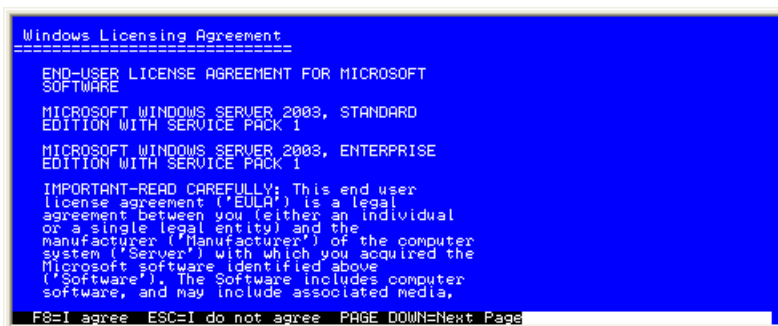 Windows Licensing Agreement
==============================
END-USER LICENSE AGREEMENT FOR MICROSOFT
SOFTWARE
MICROSOFT WINDOWS SERVER 2003, STANDARD
EDITION WITH SERVICE PACK 1
MICROSOFT WINDOWS SERVER 2003, ENTERPRISE
EDITION WITH SERVICE PACK 1
IMPORTANT-READ CAREFULLY: This end user
license agreement ('EULA') is a legal
agreement between you (either an individual
or a single legal entity) and the
manufacturer ('Manufacturer') of the computer
system ('Server') with which you acquired the
Microsoft software identified above
('Software'). The Software includes computer
software, and may include associated media,
F8=I agree  ESC=I do not agree  PAGE DOWN=Next Page